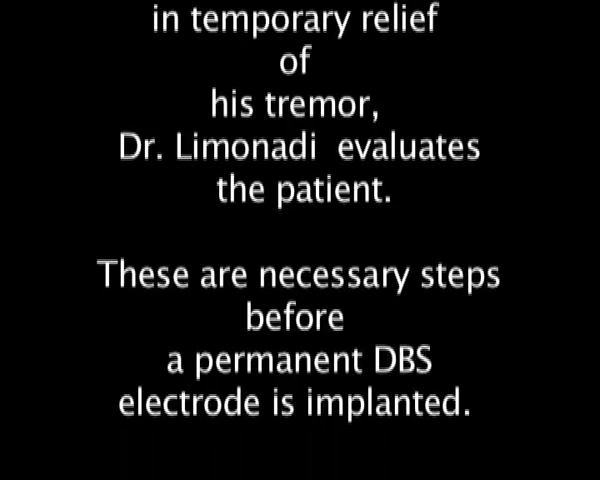 in temporary relief
of
his tremor,
Dr. Limonadi evaluates
the patient.
These are necessary steps
before
a permanent DBS
electrode is implanted.